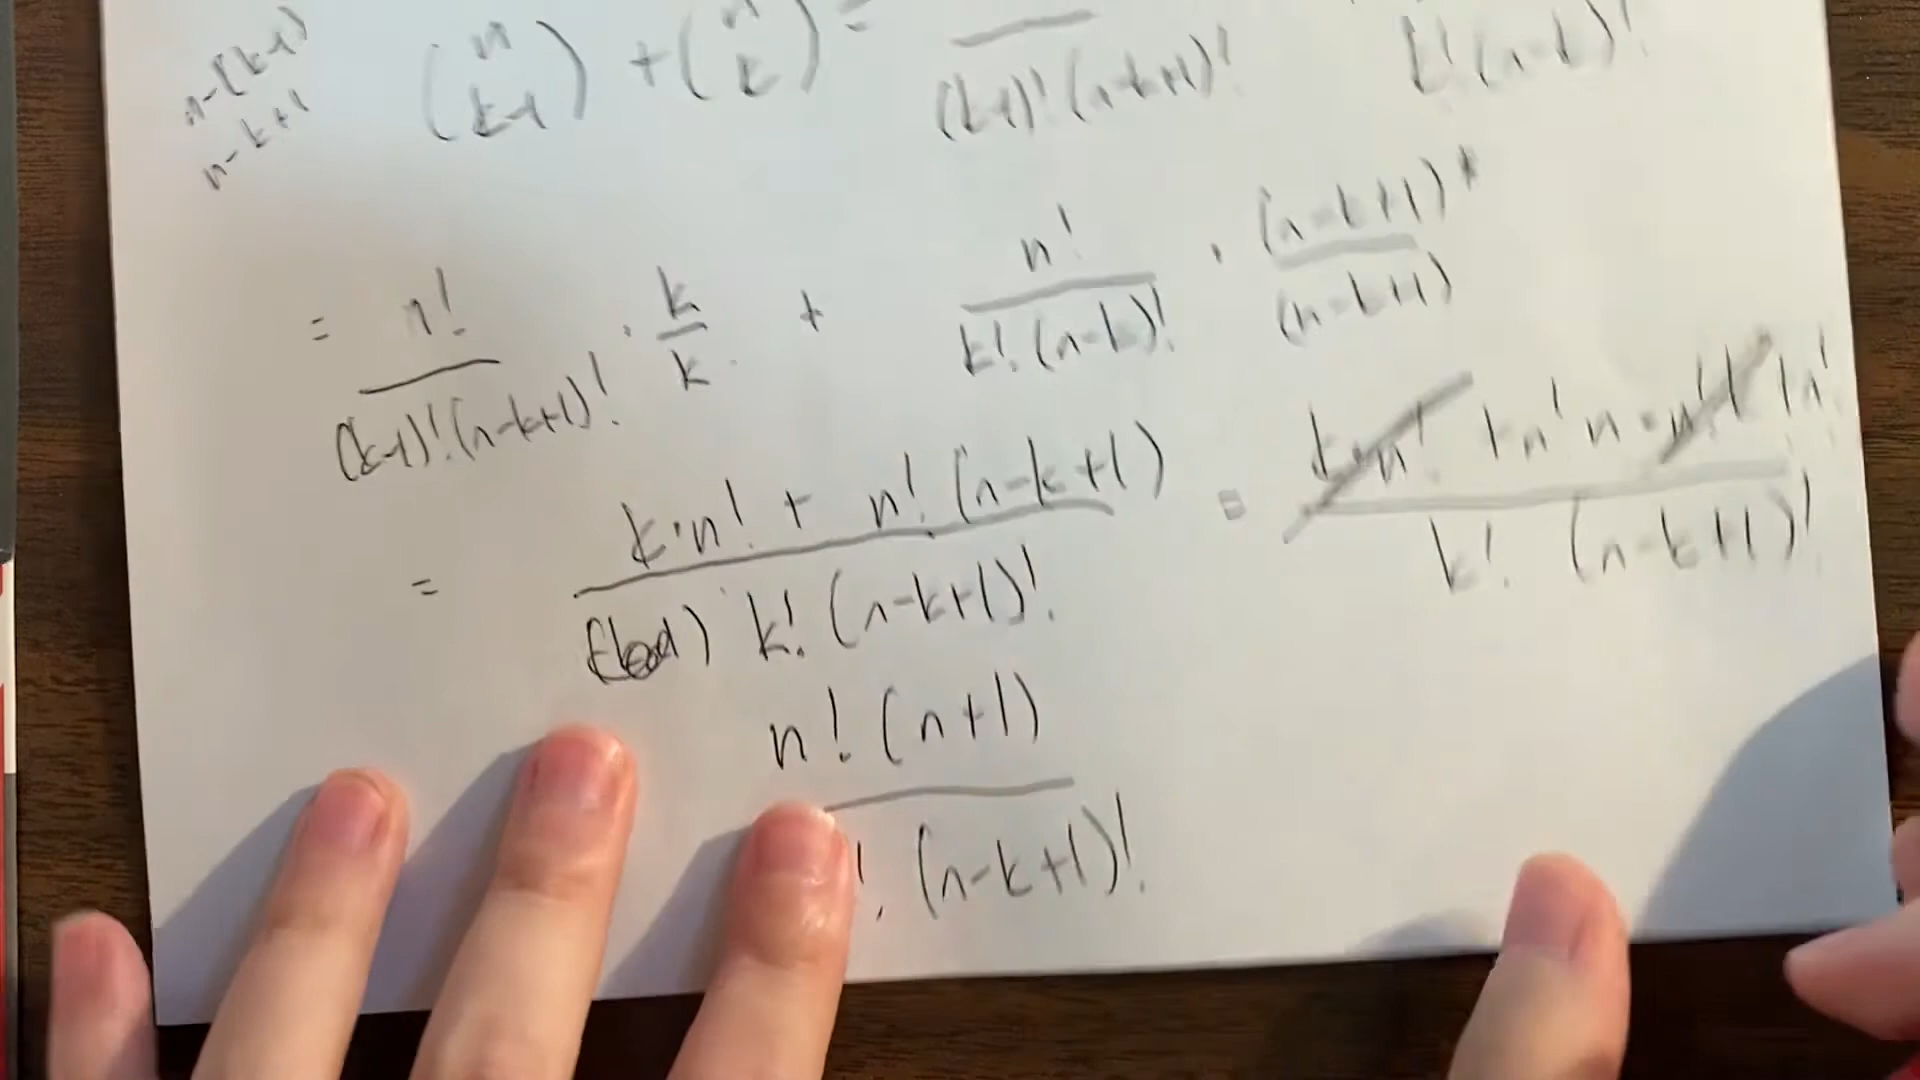 n-(k-1)
n-k+1
(n k-1) + (n k) =
(k-1)! (n-k+1)! k! (n-k)!
= n!/(k-1)! (n-k+1)! · k/k + n!/k! (n-k)! · (n-k+1)/(n-k+1)
= k·n! + n! (n-k+1)/k! (n-k+1)! = k·n! + n! n - n! k + n!/k! (n-k+1)!
n! (n+1)
! (n-k+1)!